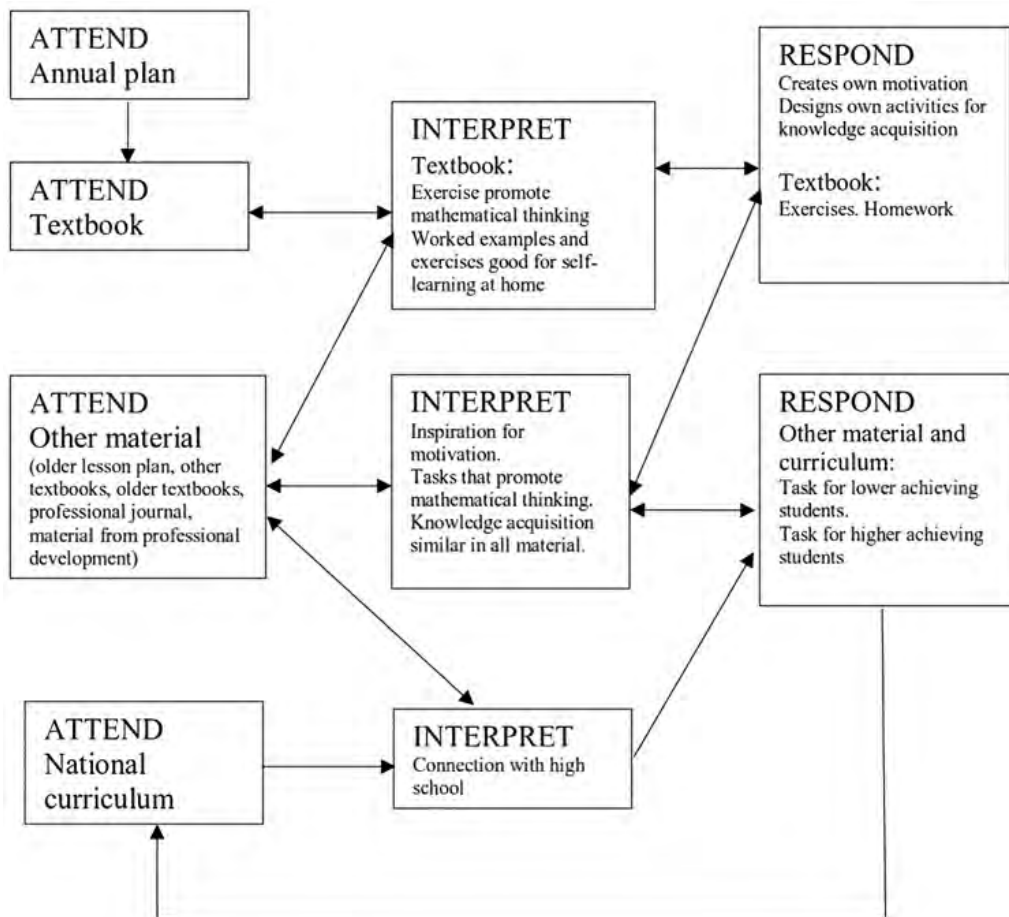 ATTEND
Annual plan
ATTEND
Textbook
INTERPRET
Textbook:
Exercise promote
mathematical thinking
Worked examples and
exercises good for self-
learning at home
RESPOND
Creates own motivation
Designs own activities for
knowledge acquisition
Textbook:
Exercises. Homework
ATTEND
Other material
(older lesson plan, other
textbooks, older textbooks,
professional journal,
material from professional
development)
INTERPRET
Inspiration for
motivation.
Tasks that promote
mathematical thinking.
Knowledge acquisition
similar in all material.
RESPOND
Other material and
curriculum:
Task for lower achieving
students.
Task for higher achieving
students
ATTEND
National
curriculum
INTERPRET
Connection with high
school